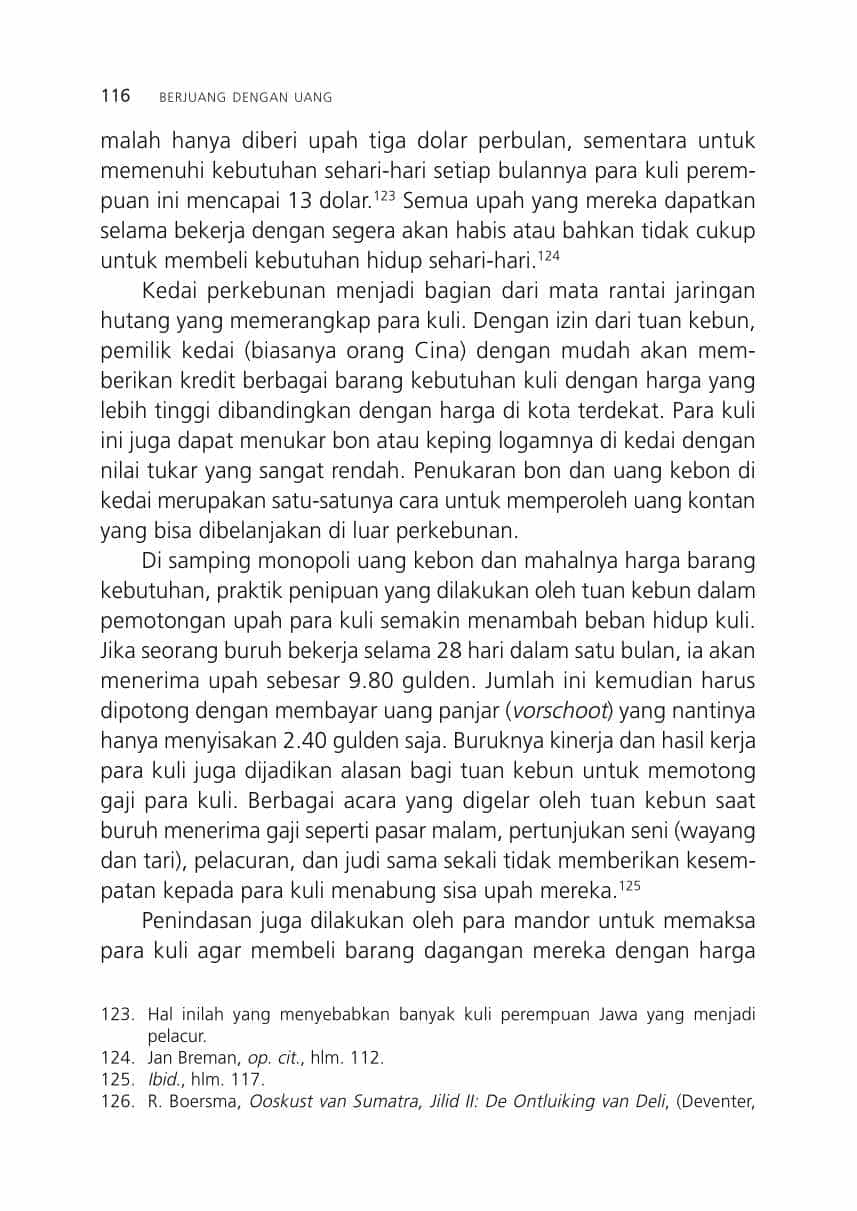 116 BERJUANG DENGAN UANG
malah hanya diberi upah tiga dolar perbulan, sementara untuk
memenuhi kebutuhan sehari-hari setiap bulannya para kuli perem-
puan ini mencapai 13 dolar.123 Semua upah yang mereka dapatkan
selama bekerja dengan segera akan habis atau bahkan tidak cukup
untuk membeli kebutuhan hidup sehari-hari.124
Kedai perkebunan menjadi bagian dari mata rantai jaringan
hutang yang memerangkap para kuli. Dengan izin dari tuan kebun,
pemilik kedai (biasanya orang Cina) dengan mudah akan mem-
berikan kredit berbagai barang kebutuhan kuli dengan harga yang
lebih tinggi dibandingkan dengan harga di kota terdekat. Para kuli
ini juga dapat menukar bon atau keping logamnya di kedai dengan
nilai tukar yang sangat rendah. Penukaran bon dan uang kebon di
kedai merupakan satu-satunya cara untuk memperoleh uang kontan
yang bisa dibelanjakan di luar perkebunan.
Di samping monopoli uang kebon dan mahalnya harga barang
kebutuhan, praktik penipuan yang dilakukan oleh tuan kebun dalam
pemotongan upah para kuli semakin menambah beban hidup kuli.
Jika seorang buruh bekerja selama 28 hari dalam satu bulan, ia akan
menerima upah sebesar 9.80 gulden. Jumlah ini kemudian harus
dipotong dengan membayar uang panjar (vorschoot) yang nantinya
hanya menyisakan 2.40 gulden saja. Buruknya kinerja dan hasil kerja
para kuli juga dijadikan alasan bagi tuan kebun untuk memotong
gaji para kuli. Berbagai acara yang digelar oleh tuan kebun saat
buruh menerima gaji seperti pasar malam, pertunjukan seni (wayang
dan tari), pelacuran, dan judi sama sekali tidak memberikan kesem-
patan kepada para kuli menabung sisa upah mereka.125
Penindasan juga dilakukan oleh para mandor untuk memaksa
para kuli agar membeli barang dagangan mereka dengan harga
123. Hal inilah yang menyebabkan banyak kuli perempuan Jawa yang menjadi
pelacur.
124. Jan Breman, op. cit., hlm. 112.
125. Ibid., hlm. 117.
126. R. Boersma, Ooskust van Sumatra, Jilid II: De Ontluiking van Deli, (Deventer,